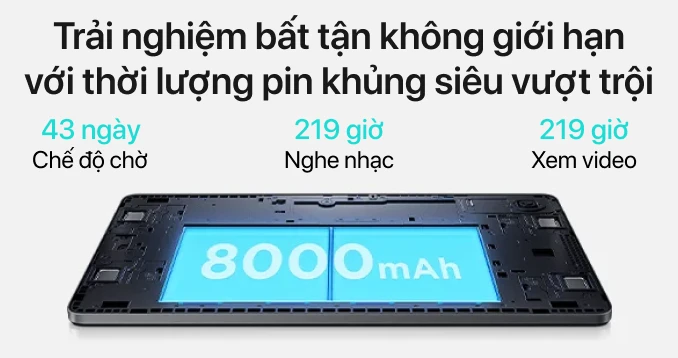 Trải nghiệm bất tận không giới hạn
với thời lượng pin khủng siêu vượt trội
43 ngày
Chế độ chờ
219 giờ
Nghe nhạc
219 giờ
Xem video
8000mAh